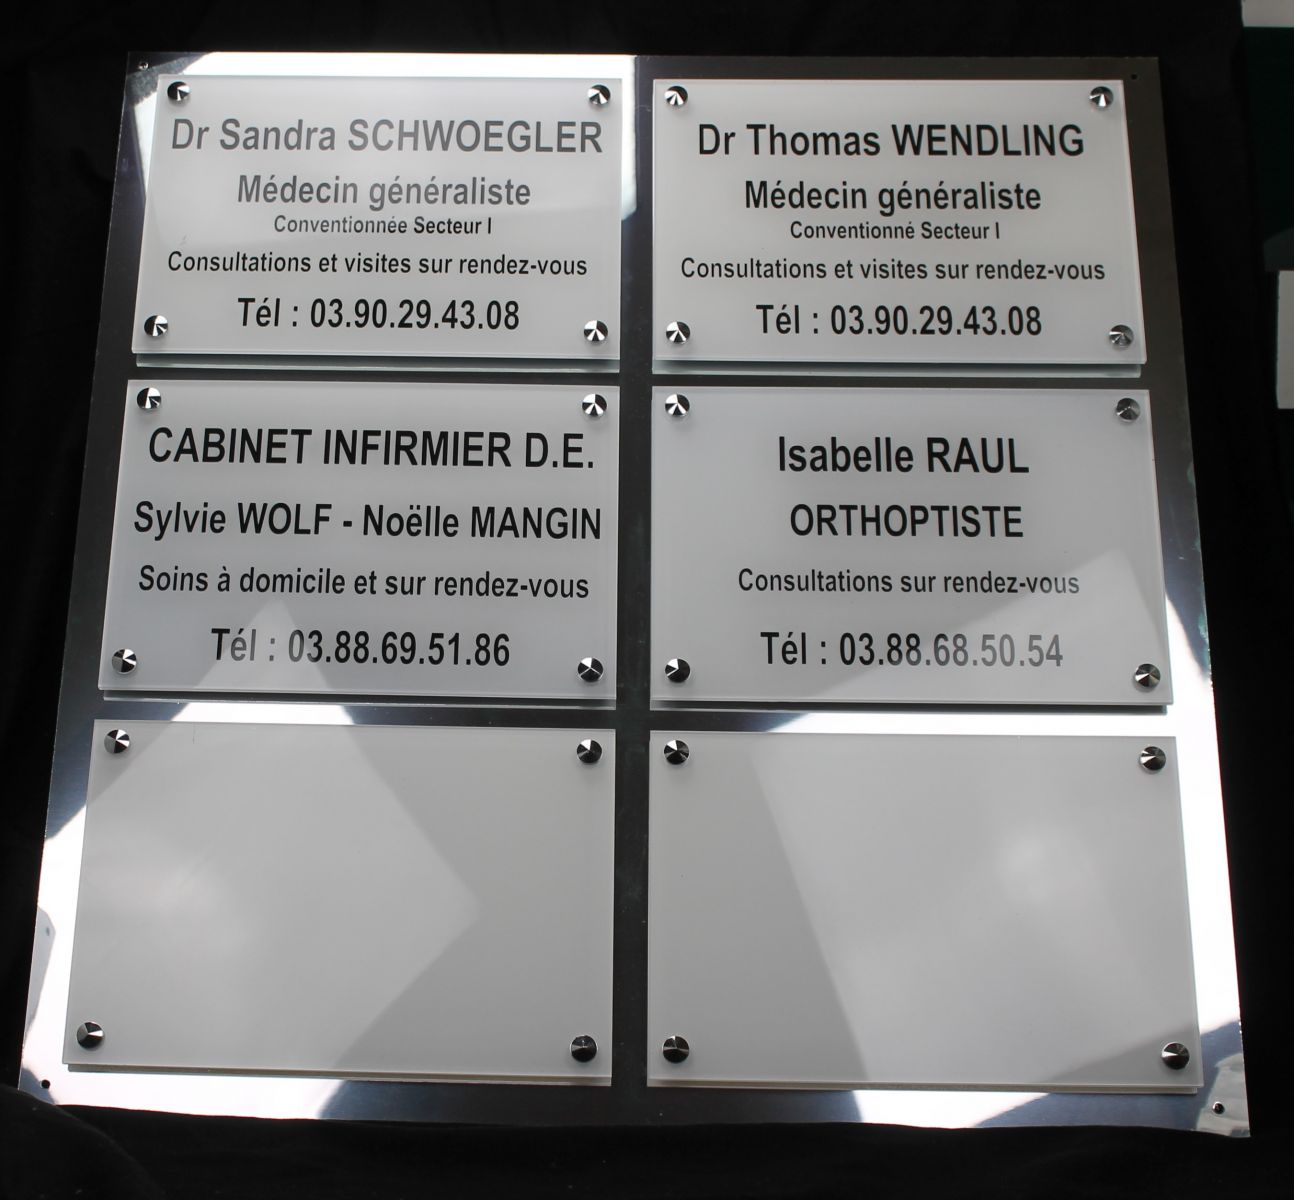 Dr Sandra SCHWOEGLER
Médecin généraliste
Conventionnée Secteur I
Consultations et visites sur rendez-vous
Tél : 03.90.29.43.08
Dr Thomas WENDLING
Médecin généraliste
Conventionné Secteur I
Consultations et visites sur rendez-vous
Tél : 03.90.29.43.08
CABINET INFIRMIER D.E.
Sylvie WOLF - Noëlle MANGIN
Soins à domicile et sur rendez-vous
Tél : 03.88.69.51.86
Isabelle RAUL
ORTHOPTISTE
Consultations sur rendez-vous
Tél : 03.88.68.50.54